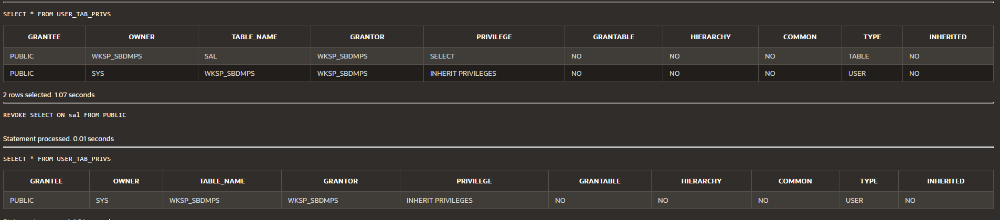 SELECT * FROM USER_TAB_PRIVS
GRANTEE OWNER TABLE_NAME GRANTOR PRIVILEGE GRANTABLE HIERARCHY COMMON TYPE INHERITED
PUBLIC WKSP_SBDMPS SAL WKSP_SBDMPS SELECT NO NO NO TABLE NO
PUBLIC SYS WKSP_SBDMPS WKSP_SBDMPS INHERIT PRIVILEGES NO NO NO USER NO
2 rows selected. 1.07 seconds
REVOKE SELECT ON sal FROM PUBLIC
Statement processed. 0.01 seconds
SELECT * FROM USER_TAB_PRIVS
GRANTEE OWNER TABLE_NAME GRANTOR PRIVILEGE GRANTABLE HIERARCHY COMMON TYPE INHERITED
PUBLIC SYS WKSP_SBDMPS WKSP_SBDMPS INHERIT PRIVILEGES NO NO NO USER NO